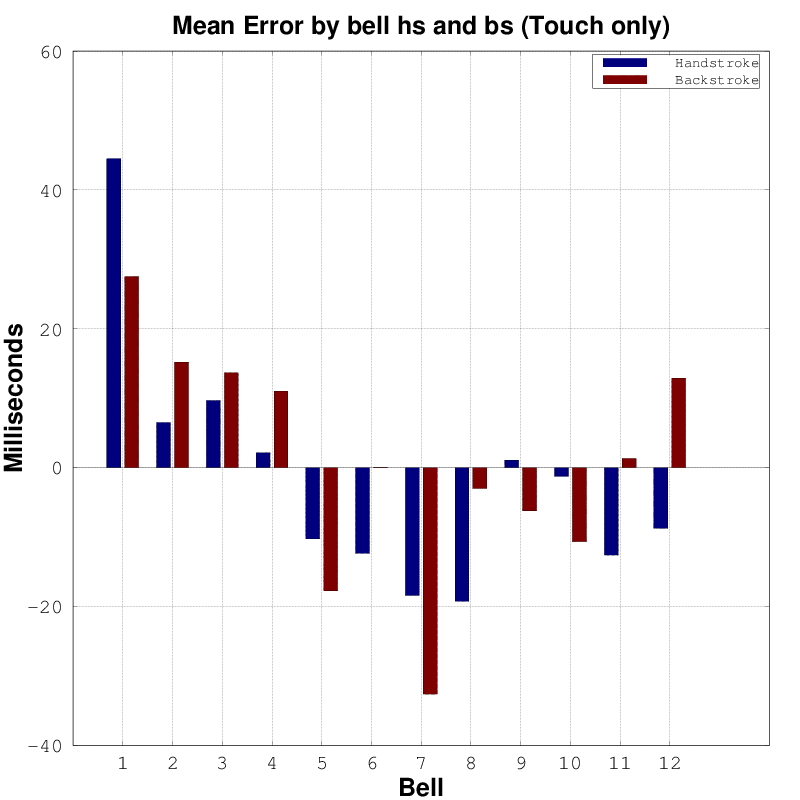 Mean Error by bell hs and bs (Touch only)
Handstroke
Backstroke
60
40
20
0
-20
-40
Milliseconds
1 2 3 4 5 6 7 8 9 10 11 12
Bell